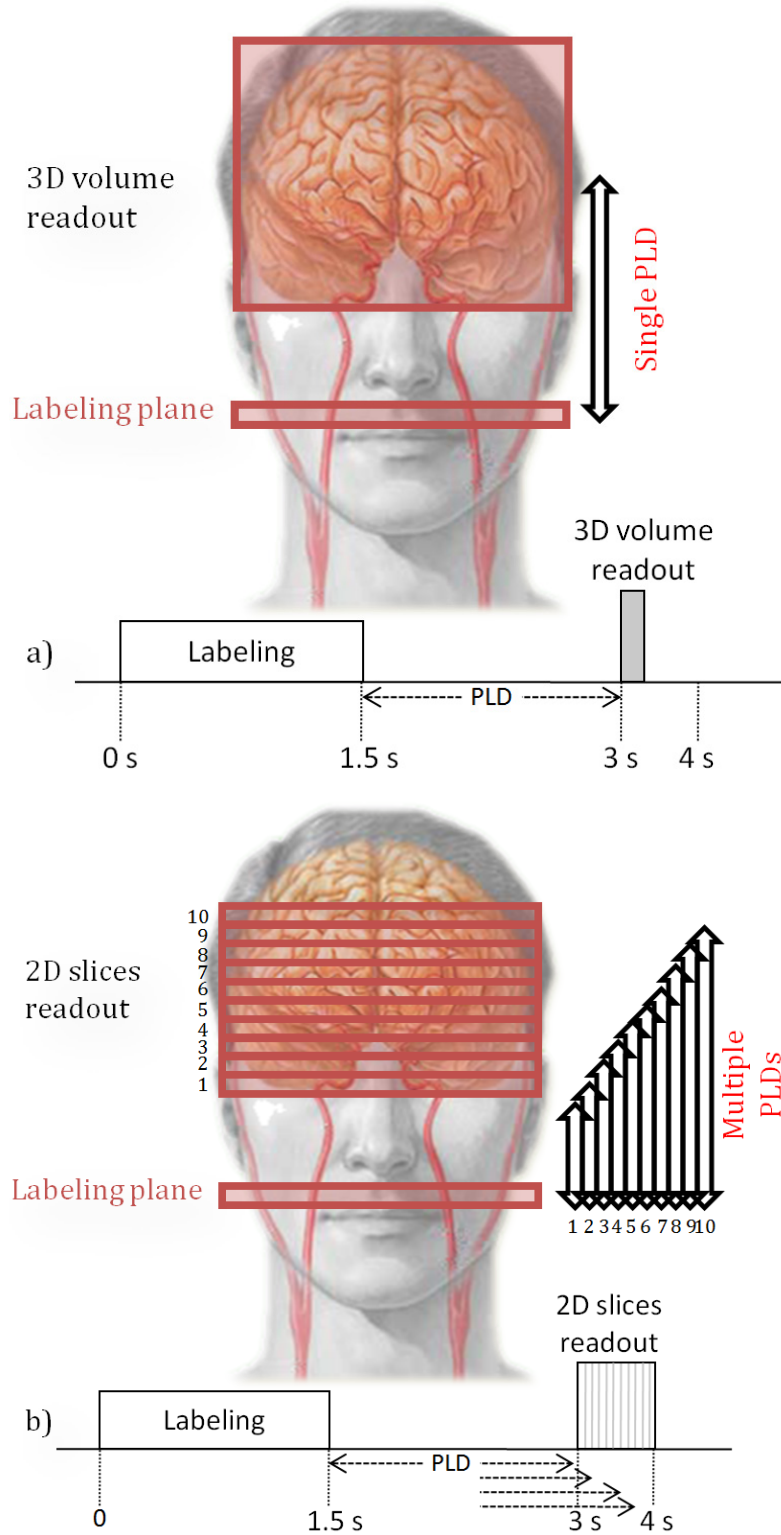 3D volume
readout
Single PLD
Labeling plane
3D volume
readout
a)
Labeling
PLD
0 s
1.5 s
3 s
4 s
10
9
8
7
6
5
4
3
2
1
2D slices
readout
Multiple
PLDs
Labeling plane
1 2 3 4 5 6 7 8 9 10
2D slices
readout
b)
Labeling
PLD
0
1.5 s
3 s
4 s